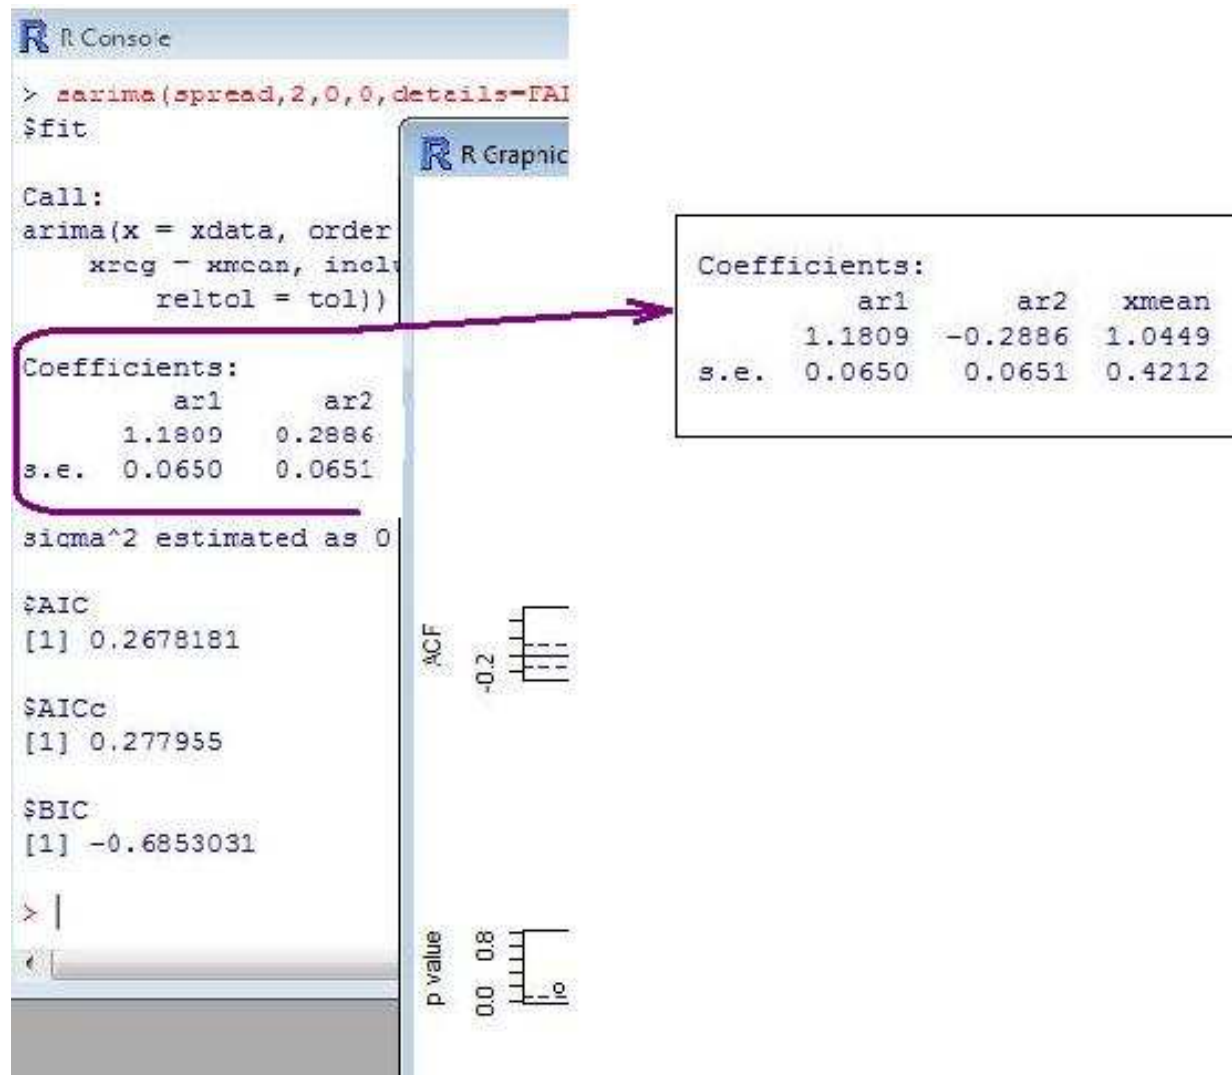 R R Console
> sarima(spread,2,0,0,details=FAL
$fit
R R Graphic
Call:
arima(x = xdata, order
xreg = xmean, inclu
reltol = tol))
Coefficients:
ar1 ar2
1.1809 0.2886
s.e. 0.0650 0.0651
sigma^2 estimated as 0
$AIC
[1] 0.2678181
$AICc
[1] 0.277955
$BIC
[1] -0.6853031
>
Coefficients:
ar1 ar2 xmean
1.1809 -0.2886 1.0449
s.e. 0.0650 0.0651 0.4212
ACF
-0.2
p value
0.0 0.8